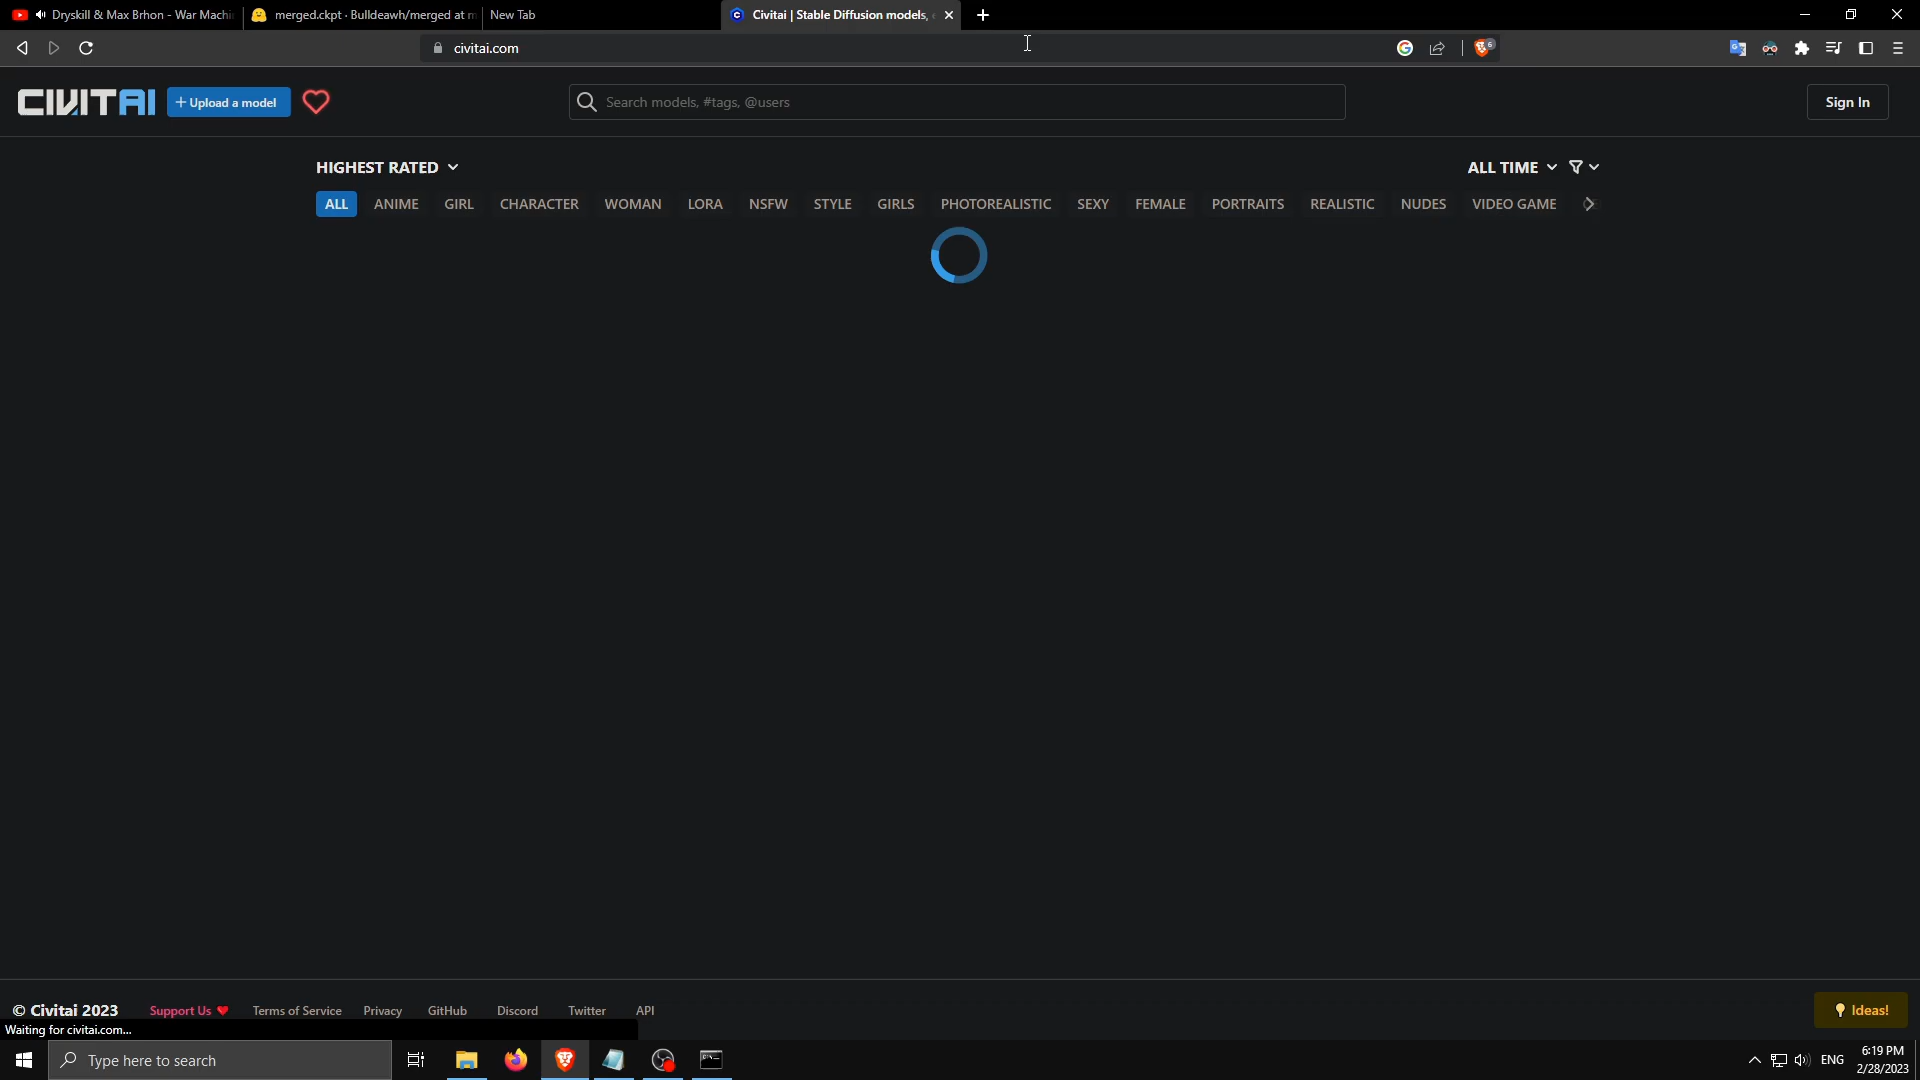 Dryskill & Max Brhon - War Machi
merged.ckpt · Bulldeawh/merged at m
New Tab
Civitai | Stable Diffusion models,
civitai.com
6
CIVITAI
Upload a model
Search models, #tags, @users
Sign In
HIGHEST RATED
ALL TIME
ALL ANIME GIRL CHARACTER WOMAN LORA NSFW STYLE GIRLS PHOTOREALISTIC SEXY FEMALE PORTRAITS REALISTIC NUDES VIDEO GAME
© Civitai 2023 Support Us Terms of Service Privacy GitHub Discord Twitter API
Ideas!
Waiting for civitai.com...
Type here to search
ENG
6:19 PM
2/28/2023